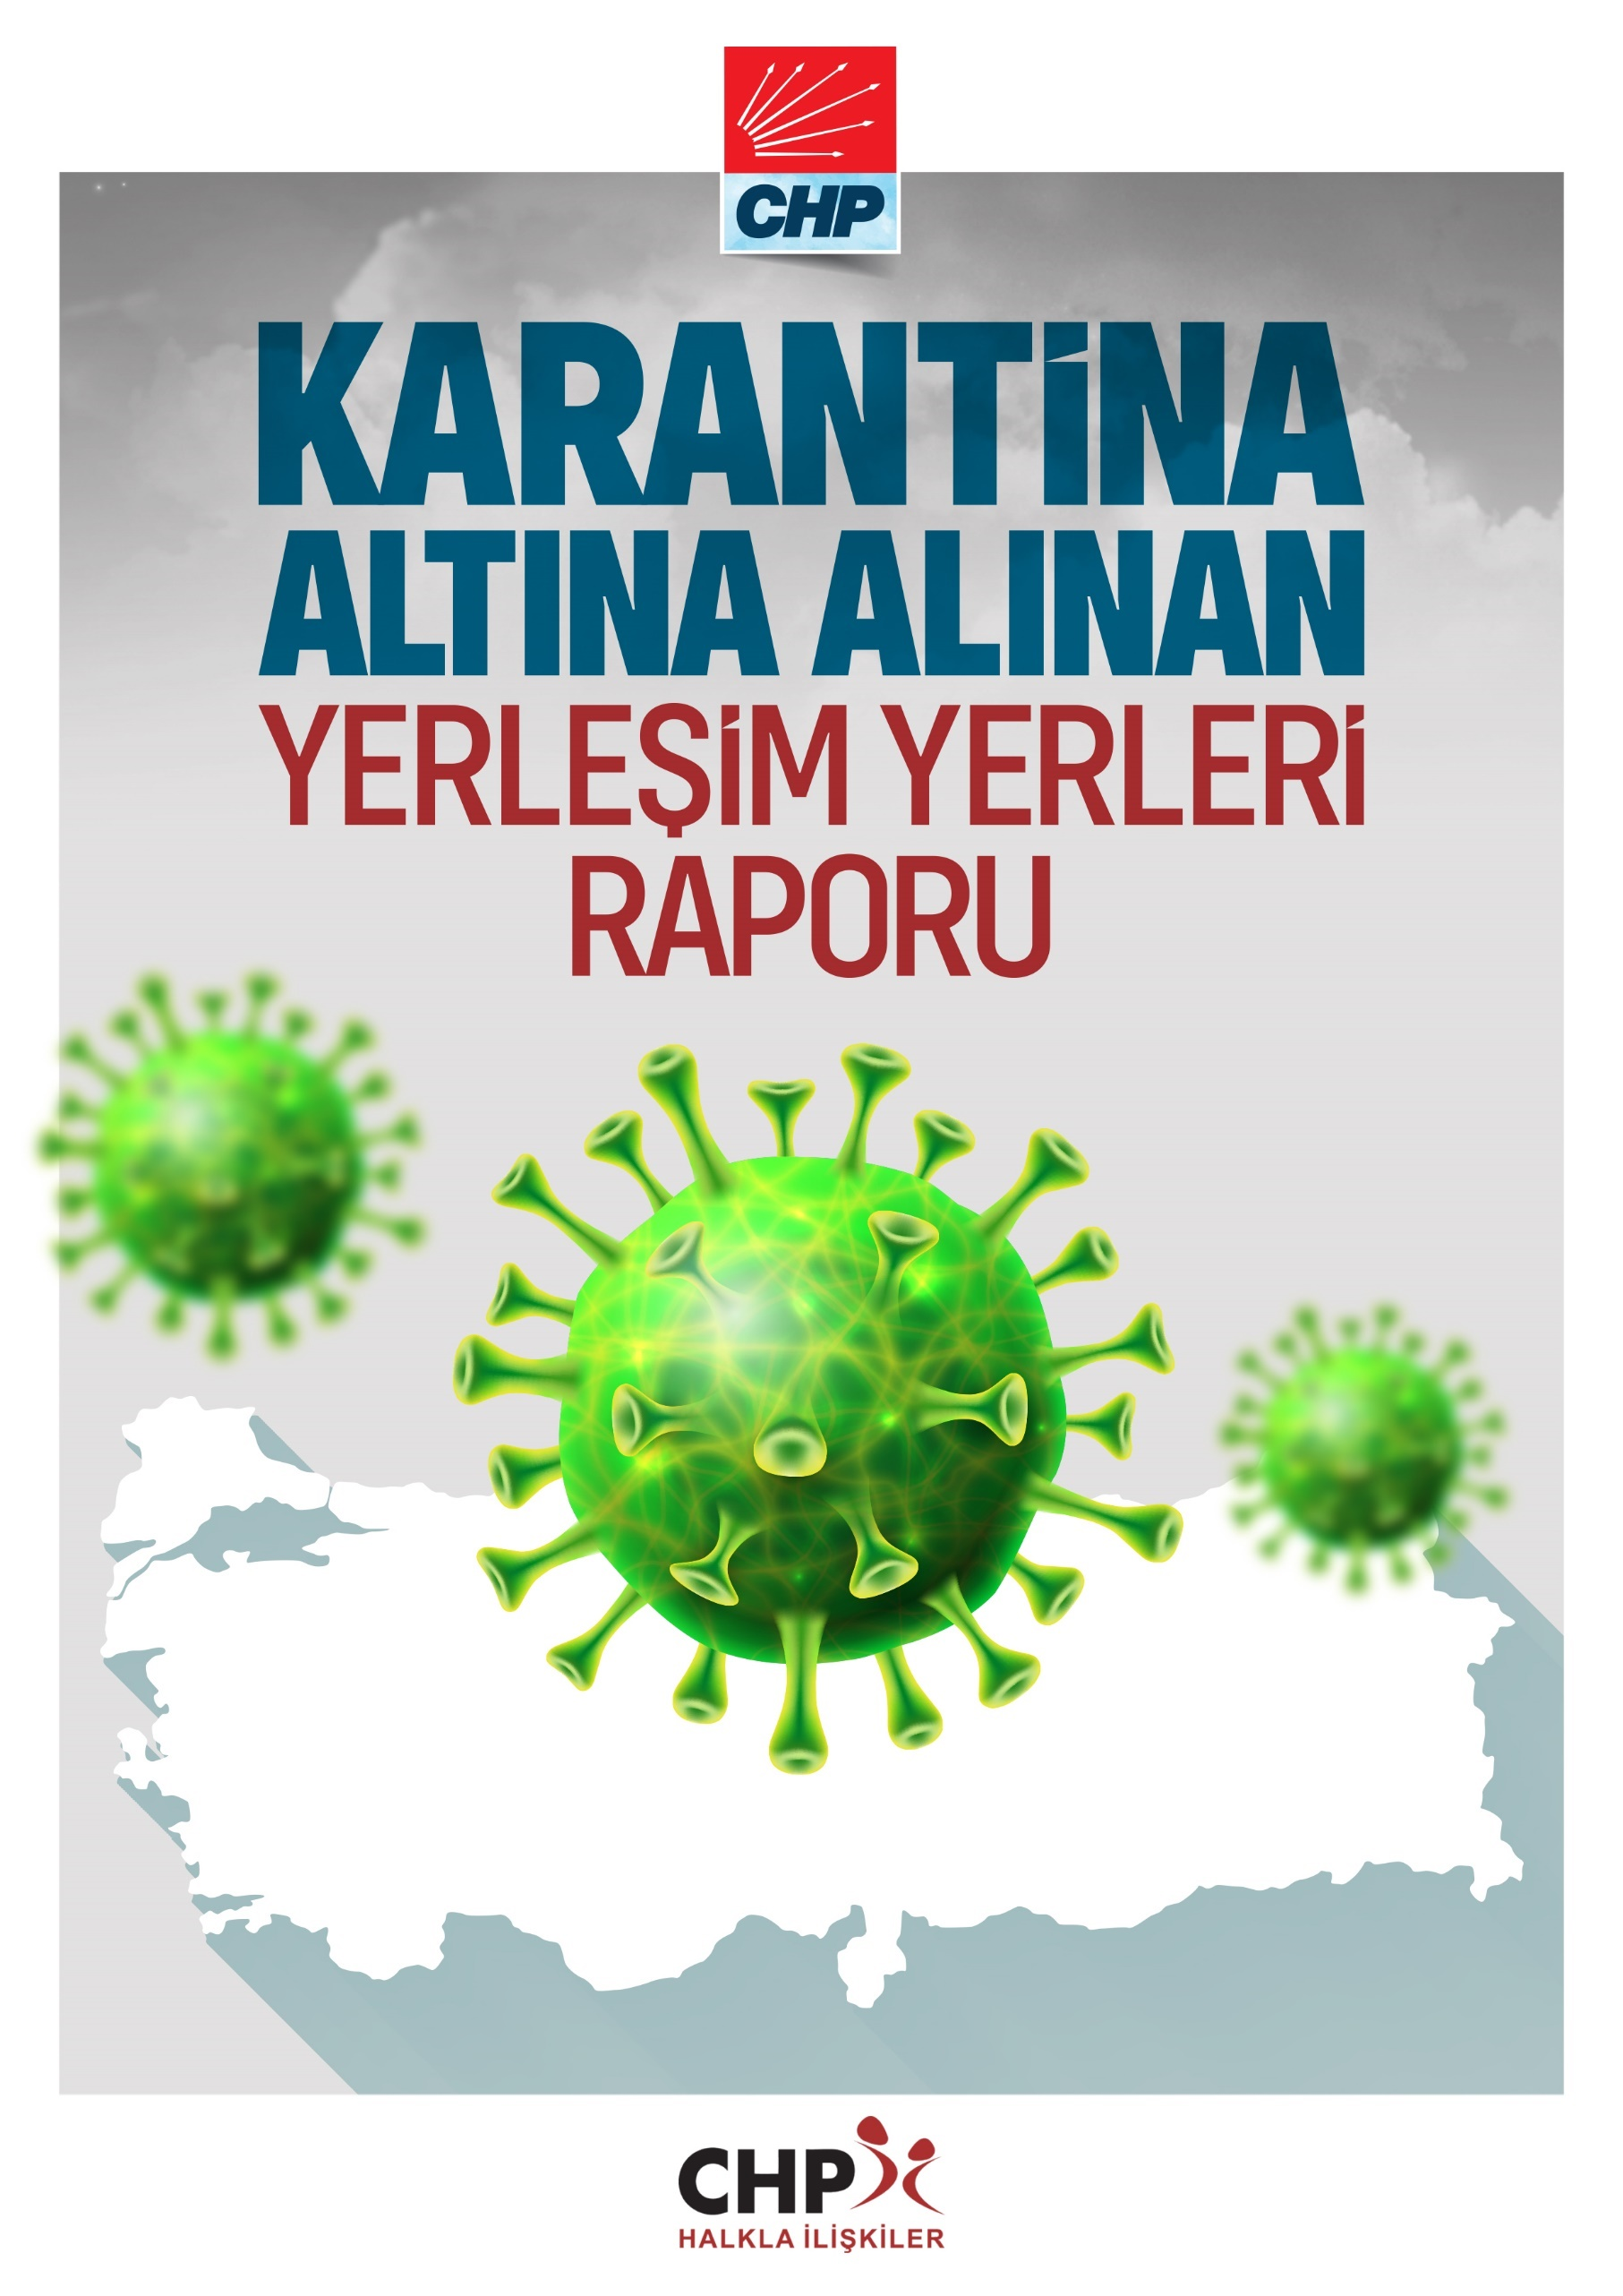 CHP
KARANTİNA
ALTINA ALINAN
YERLEŞİM YERLERİ
RAPORU
CHP
HALKLA İLİŞKİLER